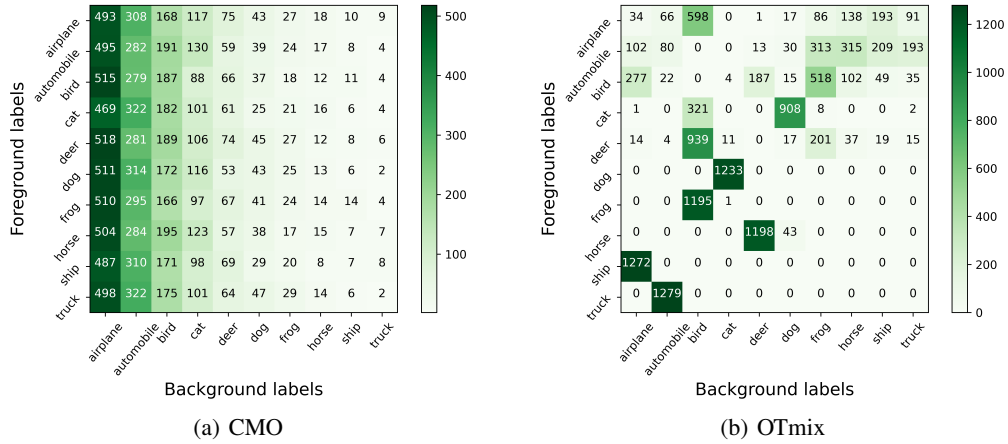 Foreground labels
airplane 493 308 168 117 75 43 27 18 10 9
automobile 495 282 191 130 59 39 24 17 8 4
bird 515 279 187 88 66 37 18 12 11 4
cat 469 322 182 101 61 25 21 16 6 4
deer 518 281 189 106 74 45 27 12 8 6
dog 511 314 172 116 53 43 25 13 6 2
frog 510 295 166 97 67 41 24 14 14 4
horse 504 284 195 123 57 38 17 15 7 7
ship 487 310 171 98 69 29 20 8 7 8
truck 498 322 175 101 64 47 29 14 6 2
airplane automobile bird cat deer dog frog horse ship truck
Background labels
500
400
300
200
100
(a) CMO
Foreground labels
airplane 34 66 598 0 1 17 86 138 193 91
automobile 102 80 0 0 13 30 313 315 209 193
bird 277 22 0 4 187 15 518 102 49 35
cat 1 0 321 0 0 908 8 0 0 2
deer 14 4 939 11 0 17 201 37 19 15
dog 0 0 0 1233 0 0 0 0 0 0
frog 0 0 1195 1 0 0 0 0 0 0
horse 0 0 0 0 1198 43 0 0 0 0
ship 1272 0 0 0 0 0 0 0 0 0
truck 0 1279 0 0 0 0 0 0 0 0
airplane automobile bird cat deer dog frog horse ship truck
Background labels
1200
1000
800
600
400
200
0
(b) OTmix